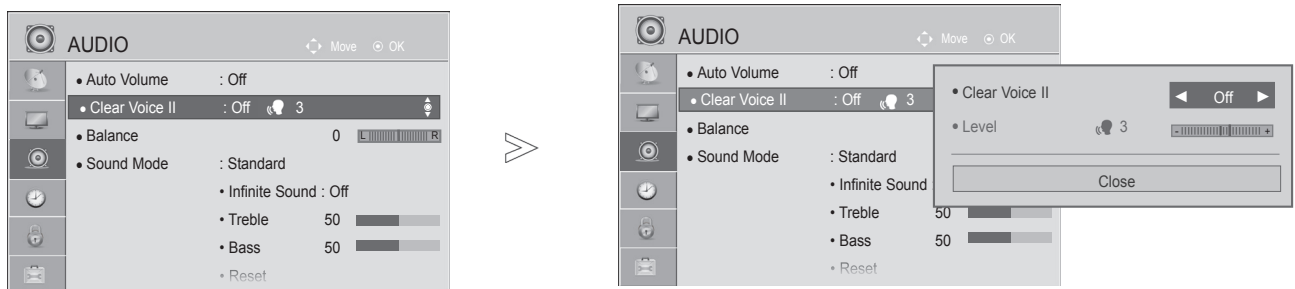 AUDIO
Move OK
• Auto Volume : Off
• Clear Voice II : Off 3
• Balance 0 L R
• Sound Mode : Standard
• Infinite Sound : Off
• Treble 50
• Bass 50
• Reset
AUDIO
Move OK
• Auto Volume : Off
• Clear Voice II : Off 3
• Balance
• Sound Mode : Standard
• Infinite Sound
• Treble 50
• Bass 50
• Reset
• Clear Voice II ◄ Off ►
• Level 3 - +
Close